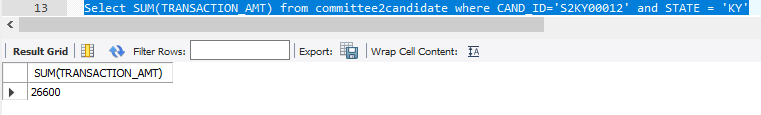 13 Select SUM(TRANSACTION_AMT) from committee2candidate where CAND_ID='S2KY00012' and STATE = 'KY'
Result Grid Filter Rows: Export: Wrap Cell Content: IA
SUM(TRANSACTION_AMT)
26600